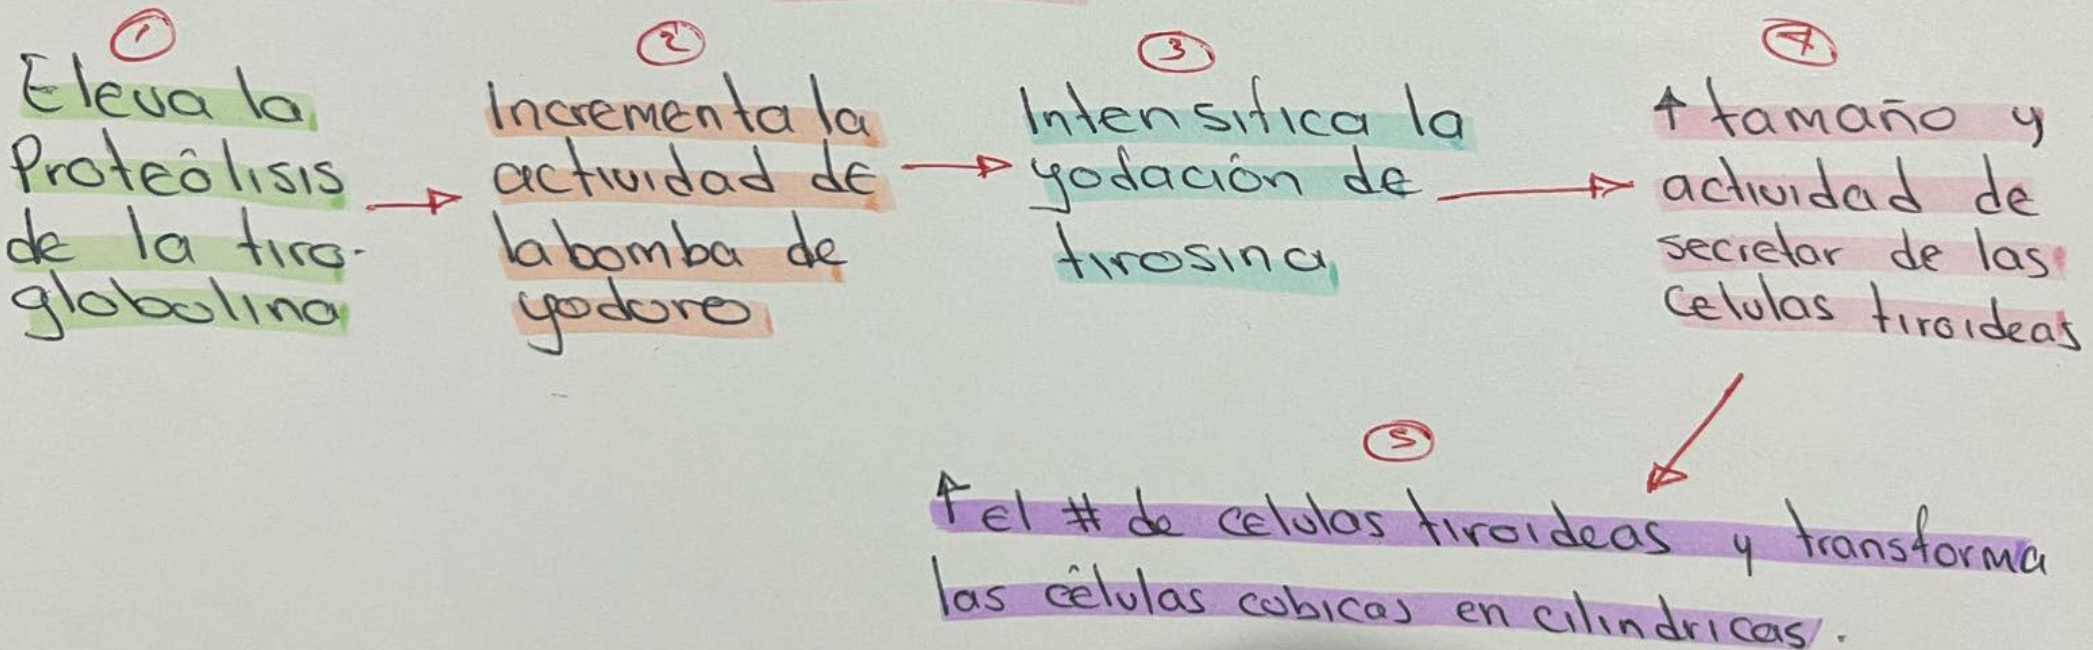 ①
Eleva la
Proteólisis
de la tiro-
globulina
②
Incrementa la
actividad de
la bomba de
yoduro
③
Intensifica la
yodación de
tirosina
④
↑ tamaño y
actividad de
secretar de las
celulas tiroideas
⑤
↑ el # de celulas tiroideas y transforma
las células cubicas en cilindricas.